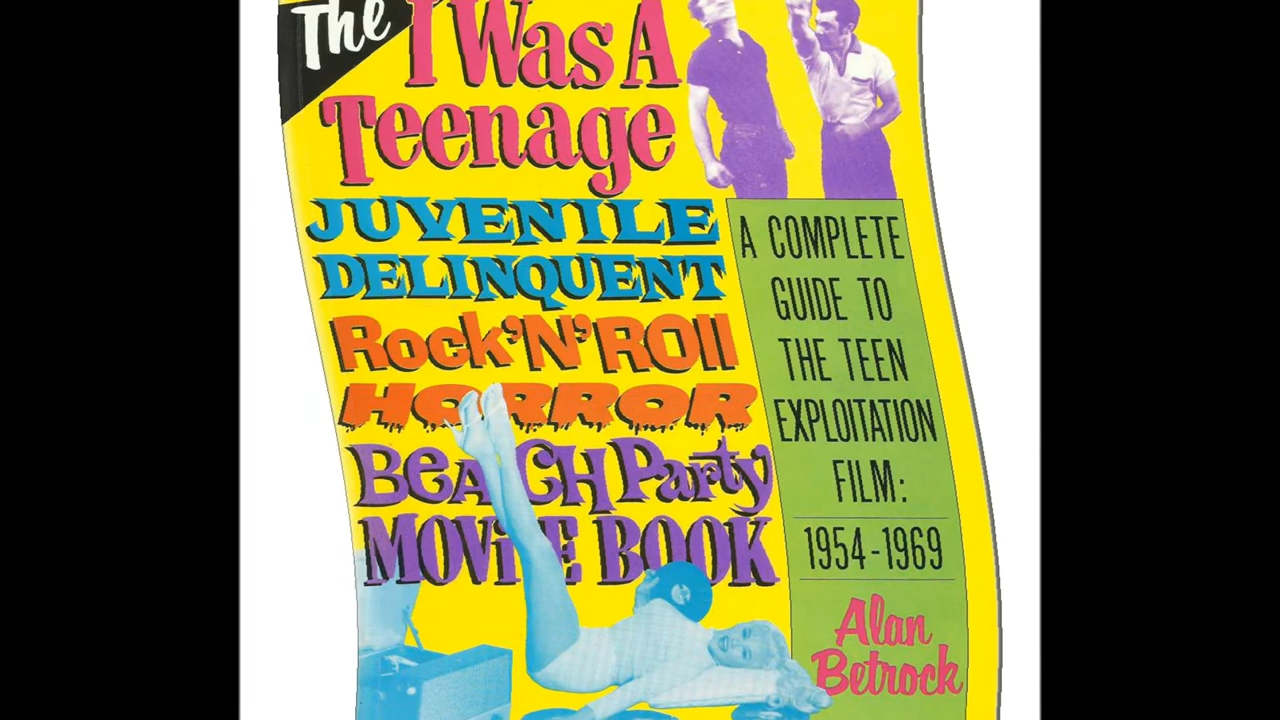 The
I Was A
Teenage
JUVENILE
DELINQUENT
Rock'N'ROll
HORROR
BeACH Party
MOViE BOOK
A COMPLETE
GUIDE TO
THE TEEN
EXPLOITATION
FILM:
1954-1969
Alan
Betrock